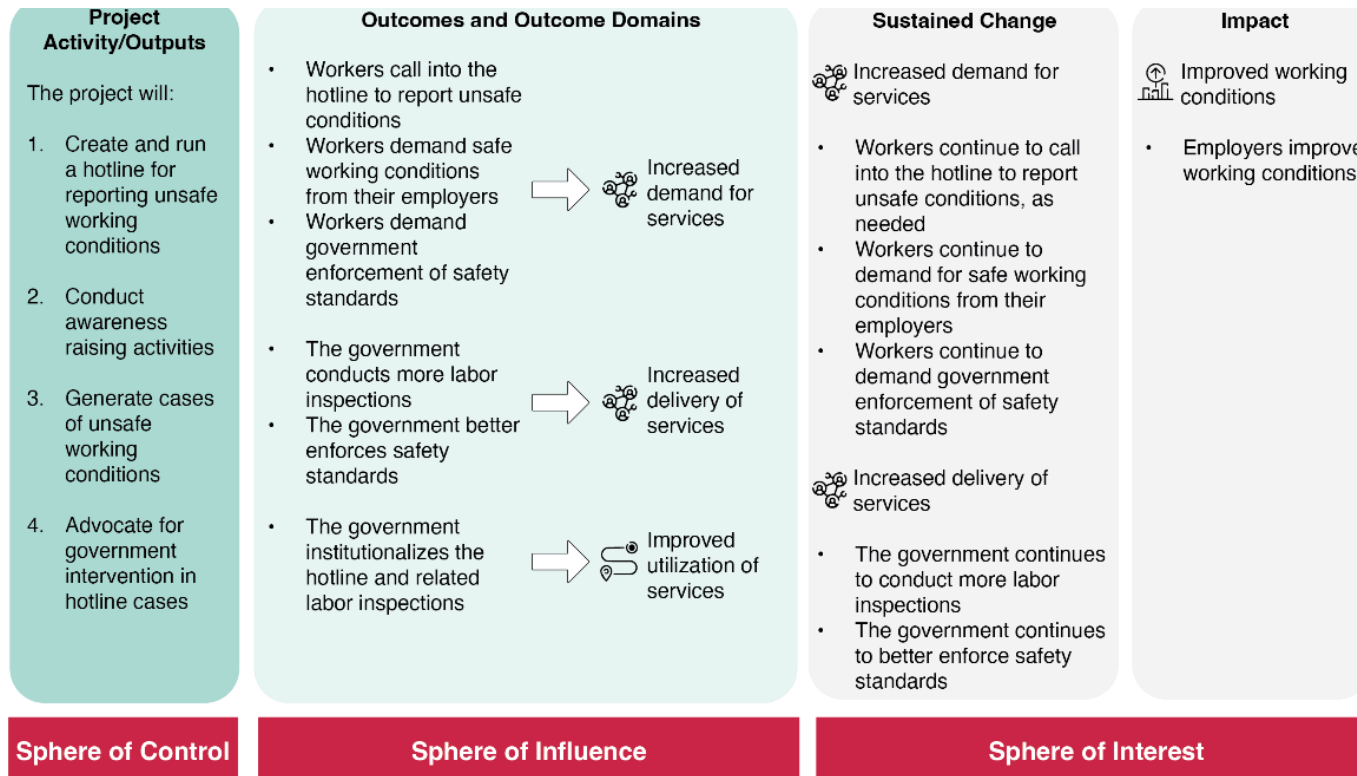 Project
Activity/Outputs
The project will:
1. Create and run
a hotline for
reporting unsafe
working
conditions
2. Conduct
awareness
raising activities
3. Generate cases
of unsafe
working
conditions
4. Advocate for
government
intervention in
hotline cases
Sphere of Control
Outcomes and Outcome Domains
• Workers call into the
hotline to report unsafe
conditions
• Workers demand safe
working conditions
from their employers
• Workers demand
government
enforcement of safety
standards
Increased
demand for
services
• The government
conducts more labor
inspections
• The government better
enforces safety
standards
Increased
delivery of
services
• The government
institutionalizes the
hotline and related
labor inspections
Improved
utilization of
services
Sphere of Influence
Sustained Change
Increased demand for
services
• Workers continue to call
into the hotline to report
unsafe conditions, as
needed
• Workers continue to
demand for safe working
conditions from their
employers
• Workers continue to
demand government
enforcement of safety
standards
Increased delivery of
services
• The government continues
to conduct more labor
inspections
• The government continues
to better enforce safety
standards
Impact
Improved working
conditions
• Employers improve
working conditions
Sphere of Interest